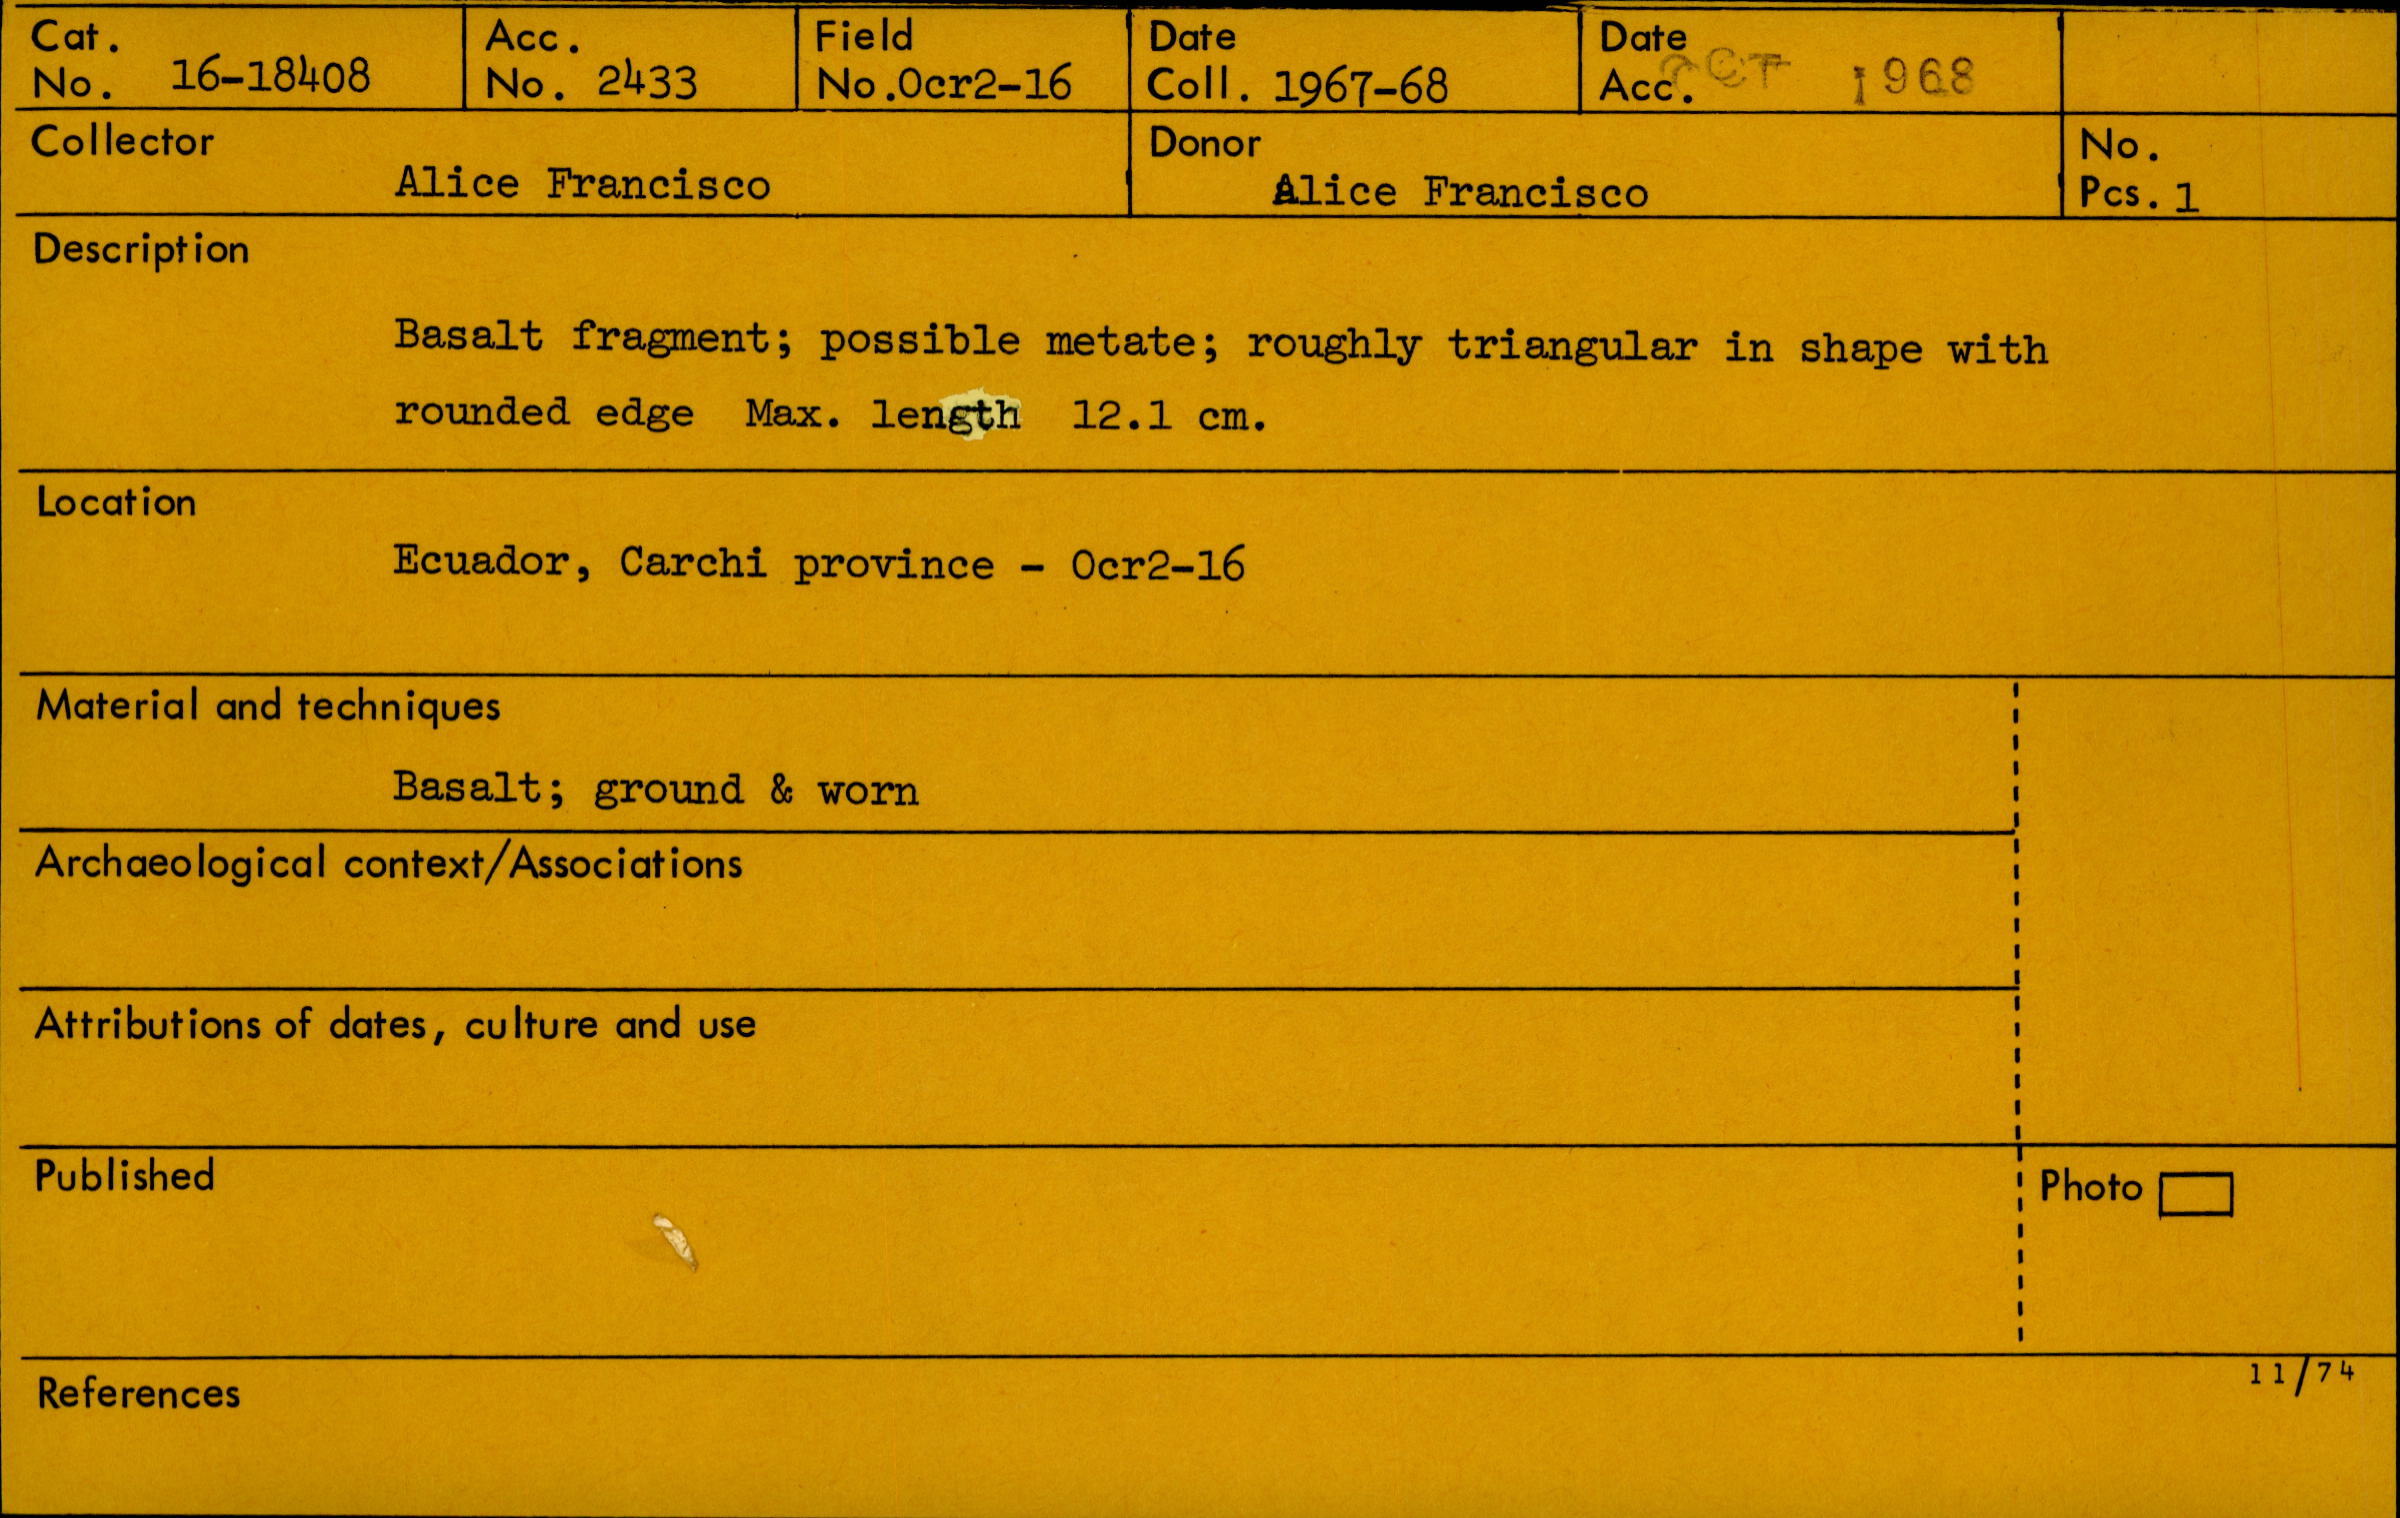 Cat. No. 16-18408
Acc. No. 2433
Field No. Ocr2-16
Date Coll. 1967-68
Date Acc. OCT 1968
Collector
Alice Francisco
Donor
Alice Francisco
No. Pcs. 1
Description
Basalt fragment; possible metate; roughly triangular in shape with
rounded edge Max. length 12.1 cm.
Location
Ecuador, Carchi province - Ocr2-16
Material and techniques
Basalt; ground & worn
Archaeological context/Associations
Attributions of dates, culture and use
Published
Photo
References
11/74